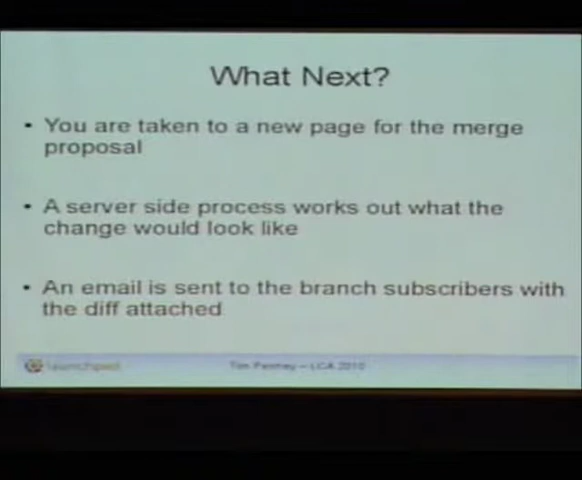 What Next?
• You are taken to a new page for the merge
proposal
• A server side process works out what the
change would look like
• An email is sent to the branch subscribers with
the diff attached
launchpad
Tim Penhey – LCA 2010